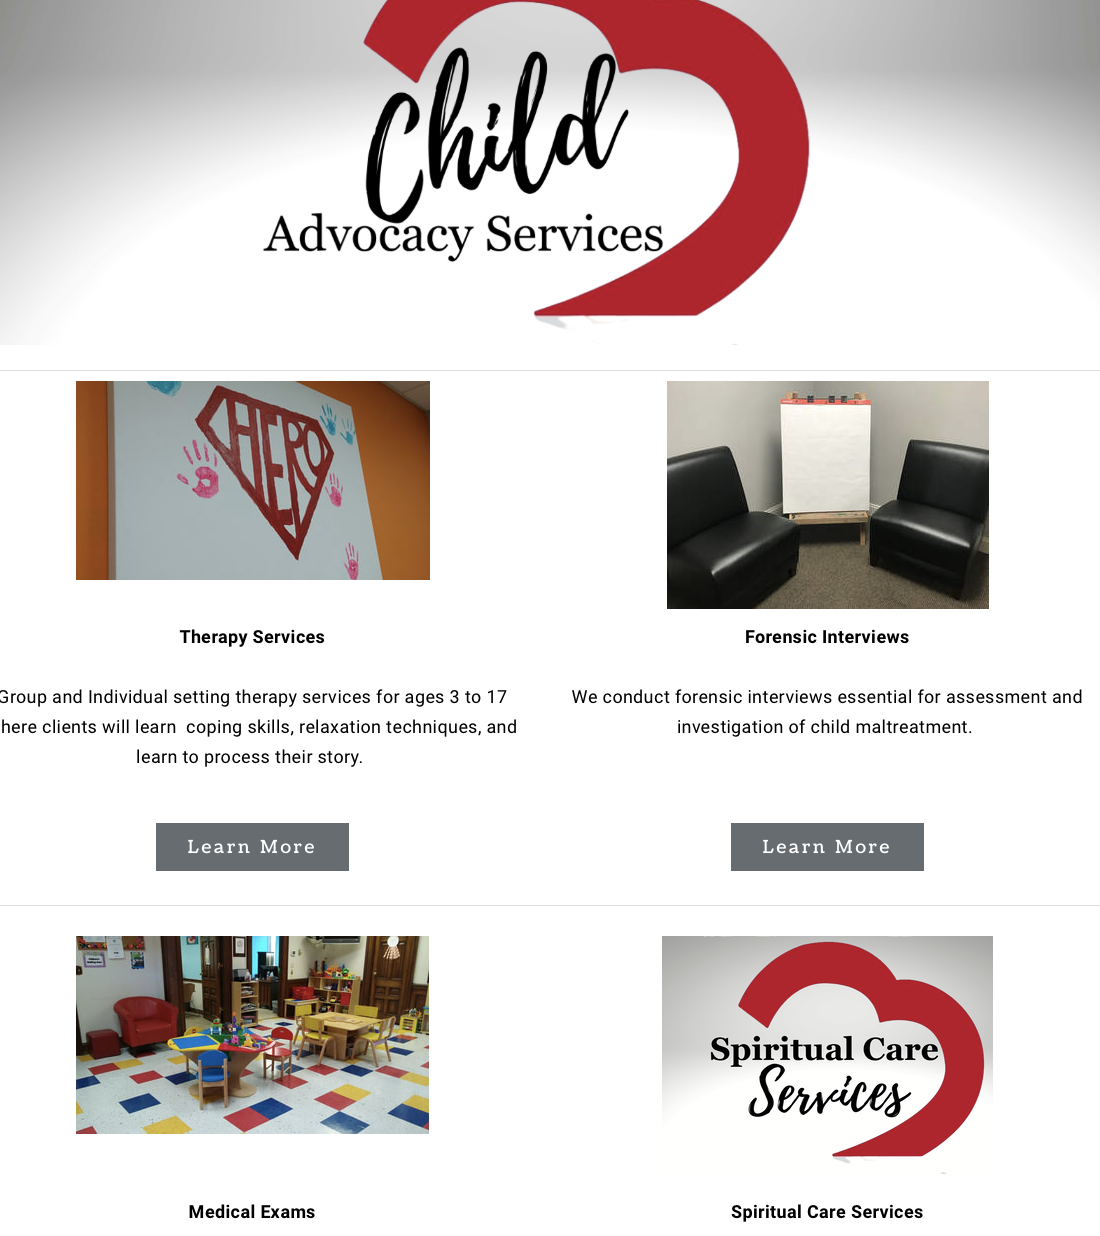 Child
Advocacy Services
HERO
Therapy Services
Forensic Interviews
Group and Individual setting therapy services for ages 3 to 17
here clients will learn  coping skills, relaxation techniques, and
learn to process their story.
We conduct forensic interviews essential for assessment and
investigation of child maltreatment.
Learn More
Learn More
Spiritual Care
Services
Medical Exams
Spiritual Care Services